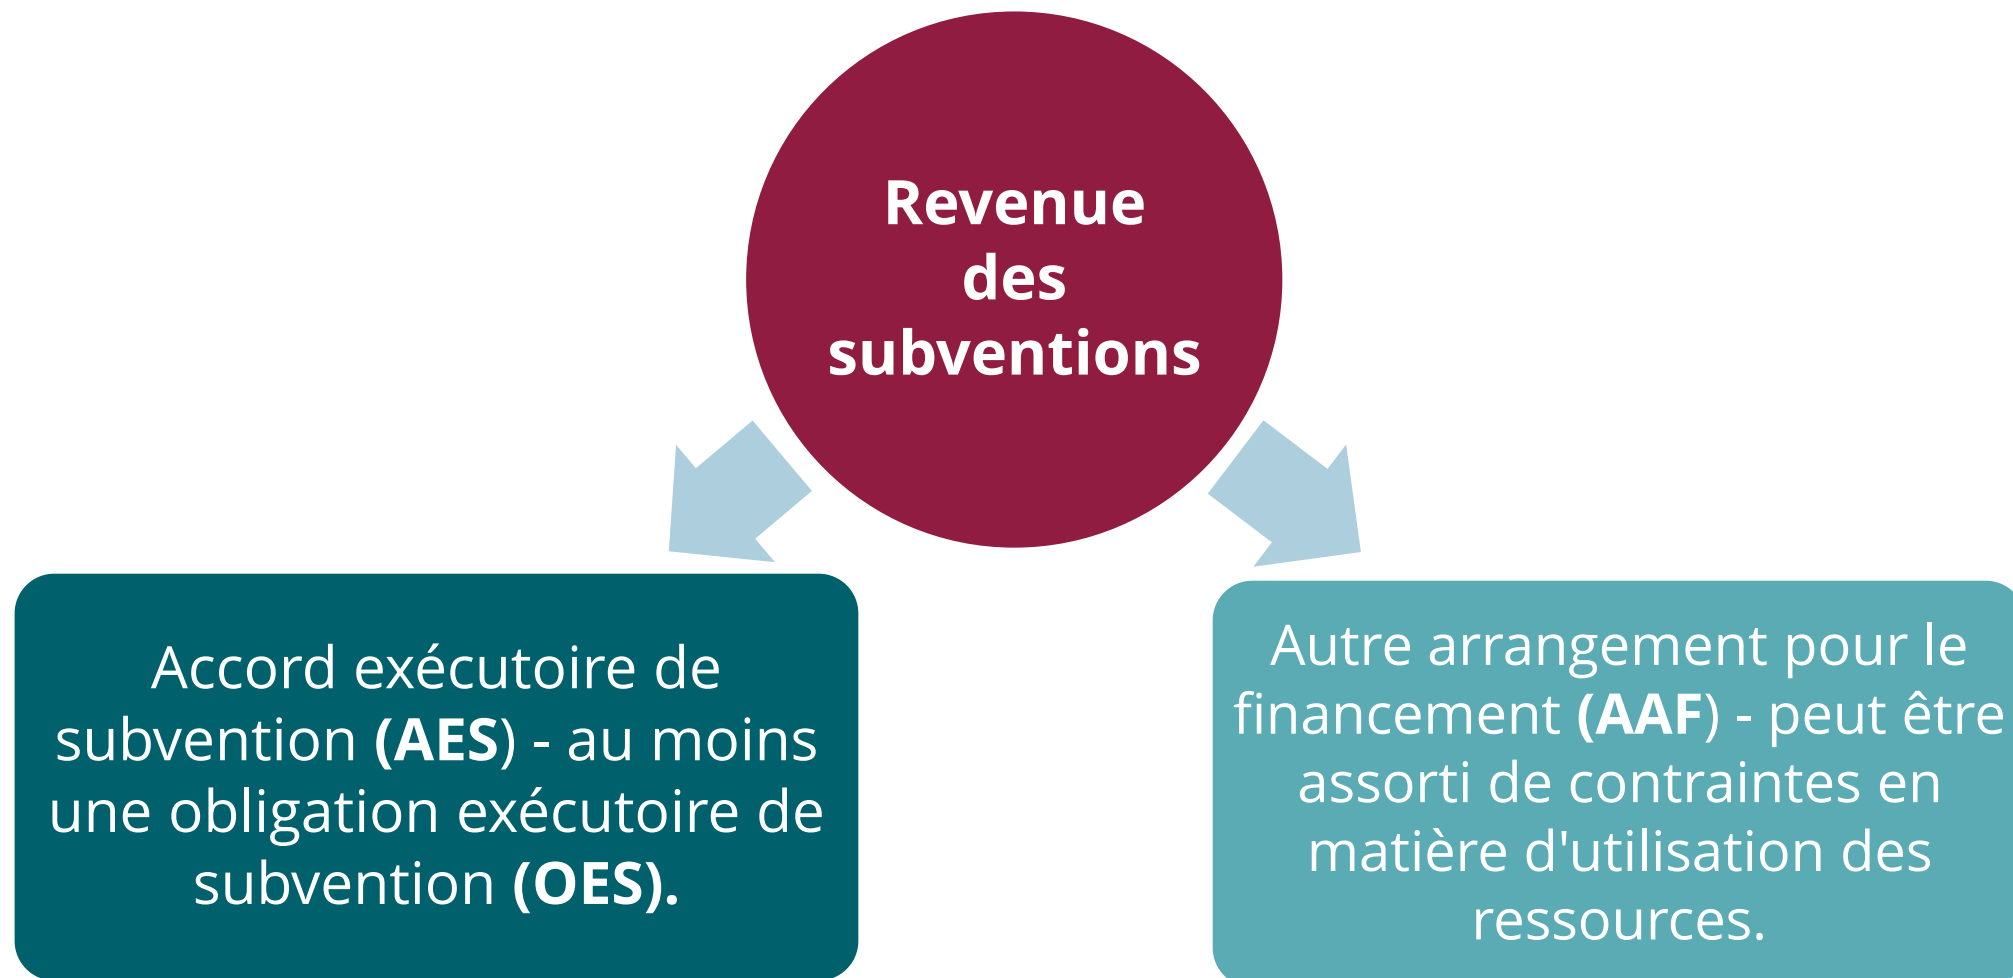 Revenue
des
subventions
Accord exécutoire de
subvention (AES) - au moins
une obligation exécutoire de
subvention (OES).
Autre arrangement pour le
financement (AAF) - peut être
assorti de contraintes en
matière d'utilisation des
ressources.